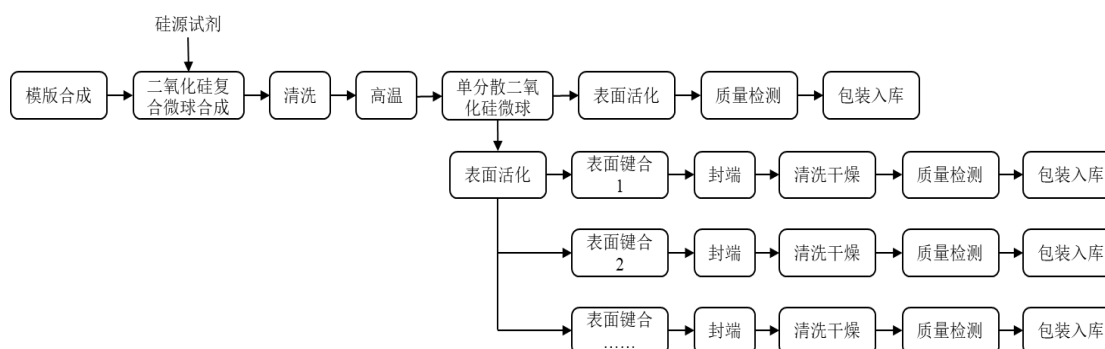 硅源试剂
模版合成
二氧化硅复
合微球合成
清洗
高温
单分散二氧
化硅微球
表面活化
质量检测
包装入库
表面活化
表面键合
1
封端
清洗干燥
质量检测
包装入库
表面键合
2
封端
清洗干燥
质量检测
包装入库
表面键合
……
封端
清洗干燥
质量检测
包装入库